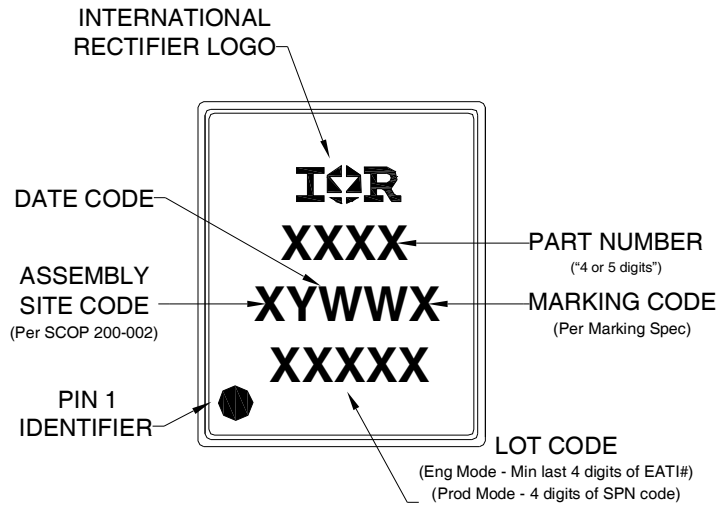 INTERNATIONAL
RECTIFIER LOGO
IOR
DATE CODE
XXXX
PART NUMBER
(“4 or 5 digits”)
ASSEMBLY
SITE CODE
(Per SCOP 200-002)
XYWWX
MARKING CODE
(Per Marking Spec)
XXXXX
PIN 1
IDENTIFIER
LOT CODE
(Eng Mode - Min last 4 digits of EATI#)
(Prod Mode - 4 digits of SPN code)